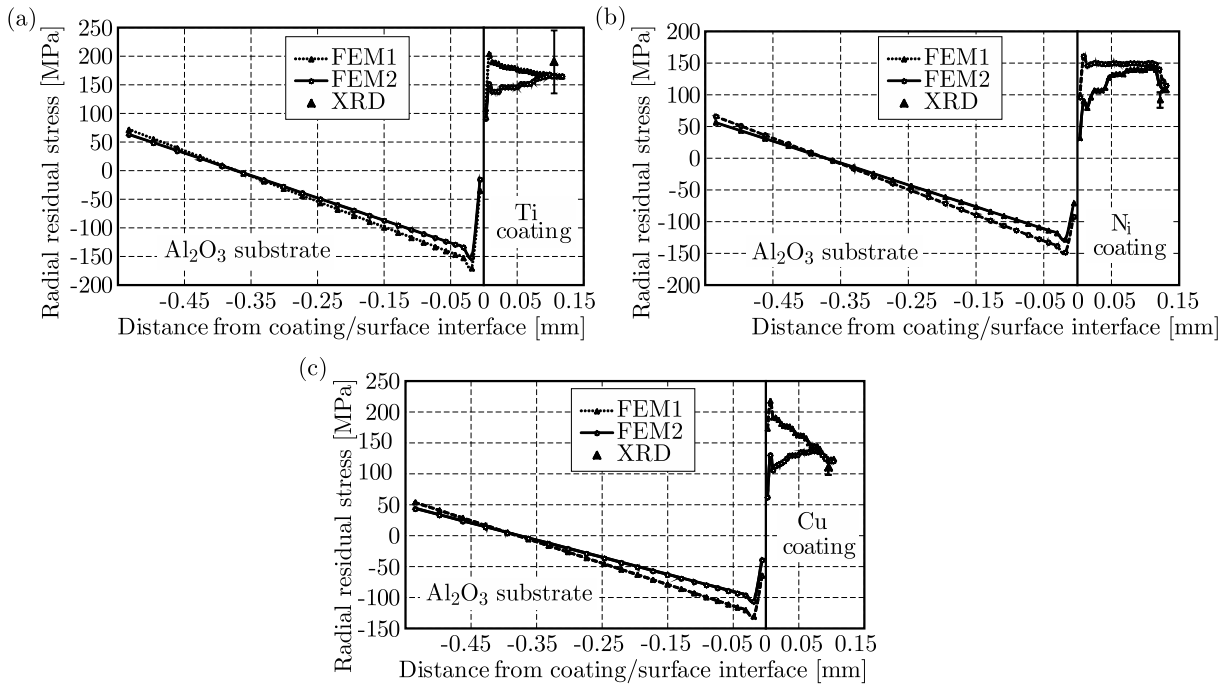 (a)
Radial residual stress [MPa]
250
200
150
100
50
0
-50
-100
-150
-200
FEM1
FEM2
XRD
Al₂O₃ substrate
Ti
coating
-0.45 -0.35 -0.25 -0.15 -0.05 0 0.05 0.15
Distance from coating/surface interface [mm]
(b)
Radial residual stress [MPa]
200
150
100
50
0
-50
-100
-150
-200
FEM1
FEM2
XRD
Al₂O₃ substrate
Nᵢ
coating
-0.45 -0.35 -0.25 -0.15 -0.05 0 0.05 0.15
Distance from coating/surface interface [mm]
(c)
Radial residual stress [MPa]
250
200
150
100
50
0
-50
-100
-150
FEM1
FEM2
XRD
Al₂O₃ substrate
Cu
coating
-0.45 -0.35 -0.25 -0.15 -0.05 0 0.05 0.15
Distance from coating/surface interface [mm]